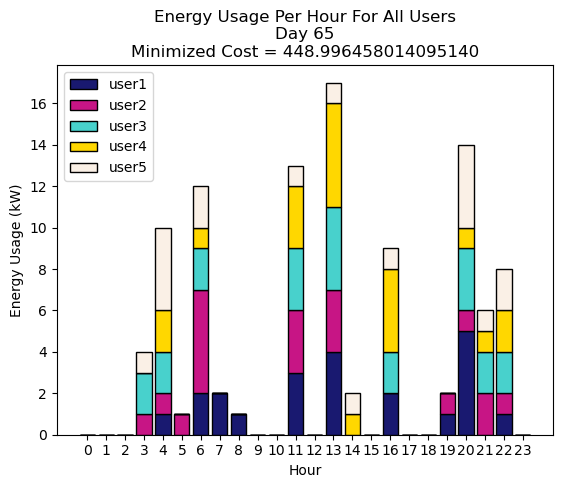 Energy Usage Per Hour For All Users
Day 65
Minimized Cost = 448.996458014095140
user1
user2
user3
user4
user5
16
14
12
10
8
6
4
2
0
Energy Usage (kW)
0 1 2 3 4 5 6 7 8 9 10 11 12 13 14 15 16 17 18 19 20 21 22 23
Hour